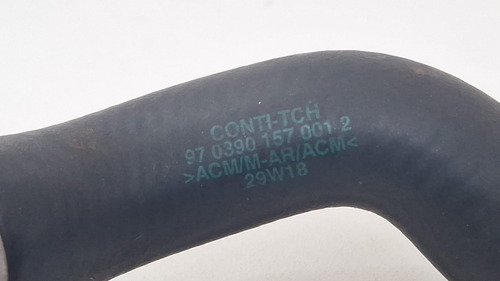 CONTI-TCH
97 0390 157 001 2
>ACM/M-AR/ACM<
29W18